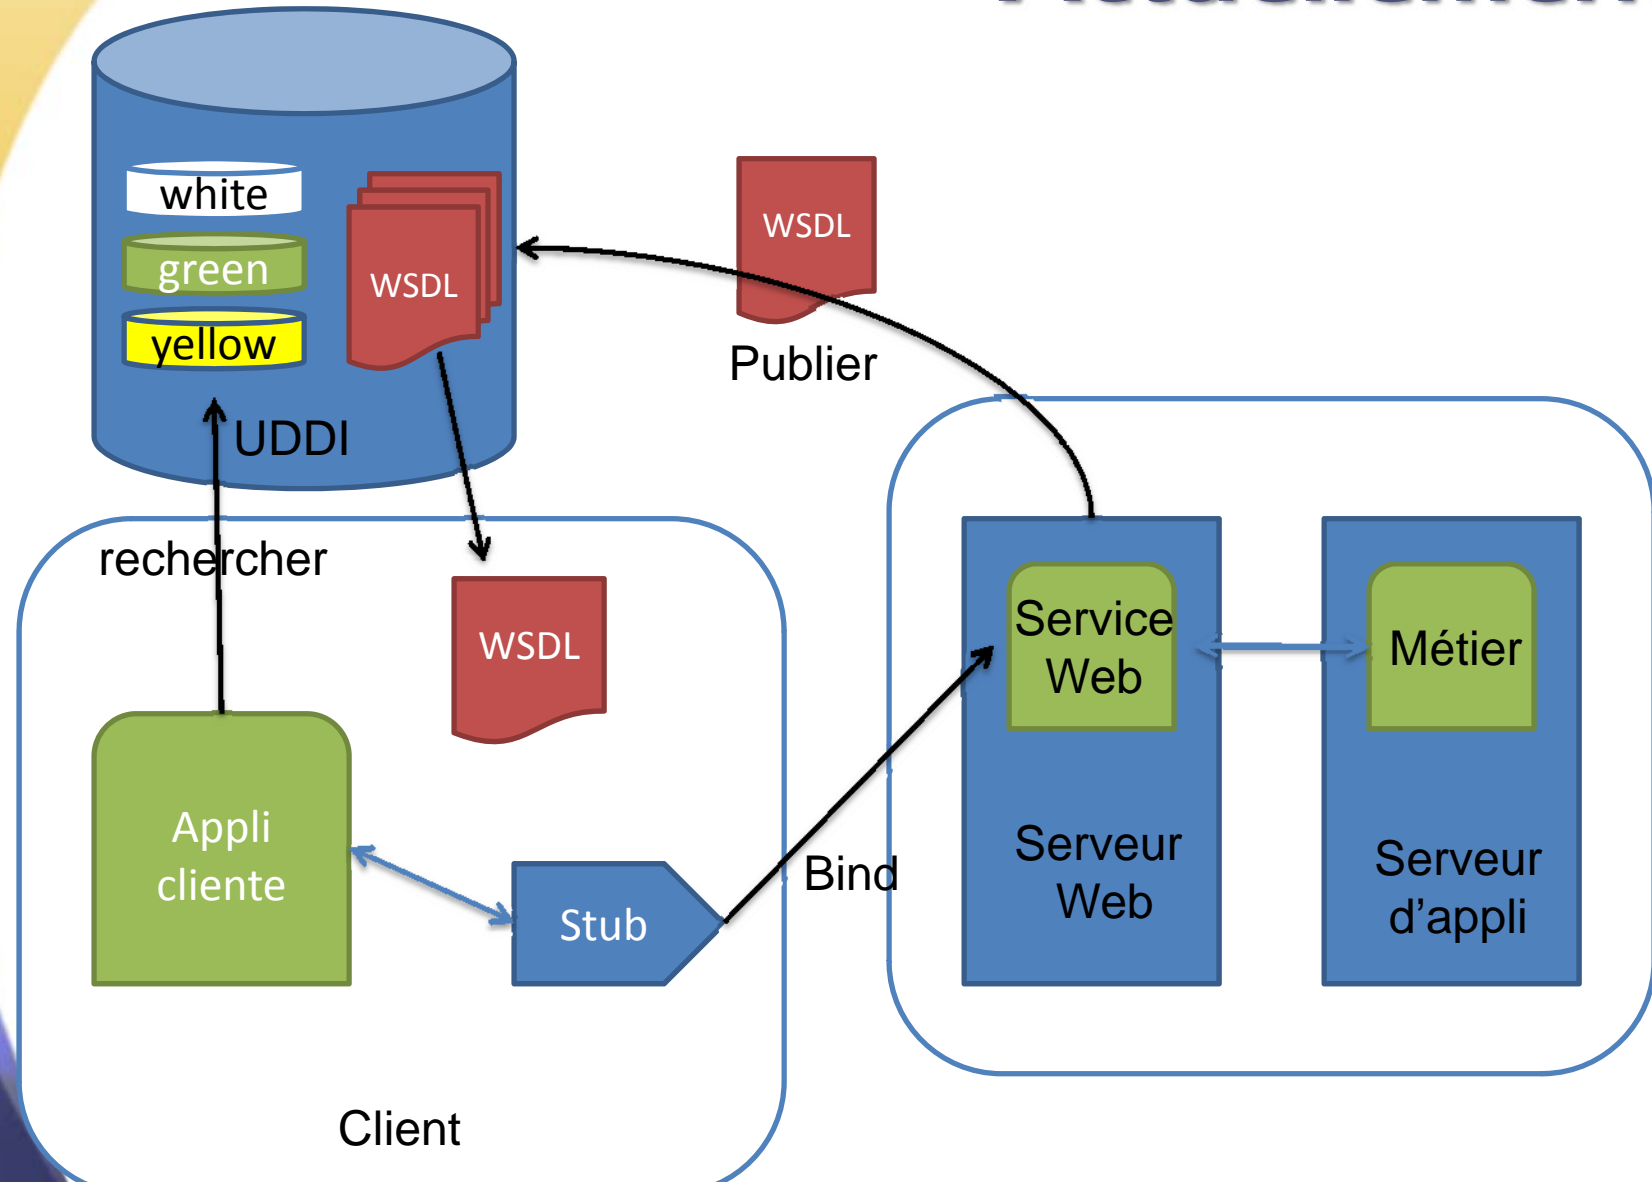 white
green
yellow
WSDL
UDDI
WSDL
Publier
rechercher
WSDL
Appli
cliente
Stub
Bind
Client
Service
Web
Métier
Serveur
Web
Serveur
d'appli